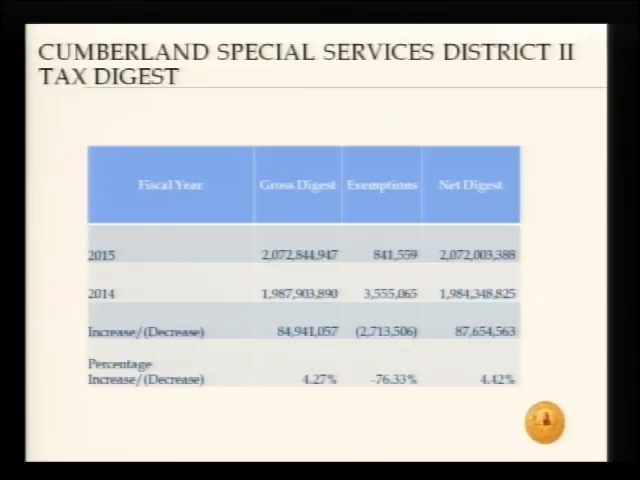 CUMBERLAND SPECIAL SERVICES DISTRICT II
TAX DIGEST
Fiscal Year Gross Digest Exemptions Net Digest
2015 2,072,844,947 841,559 2,072,003,388
2014 1,987,903,890 3,555,065 1,984,348,825
Increase/(Decrease) 84,941,057 (2,713,506) 87,654,563
Percentage
Increase/(Decrease) 4.27% -76.33% 4.42%